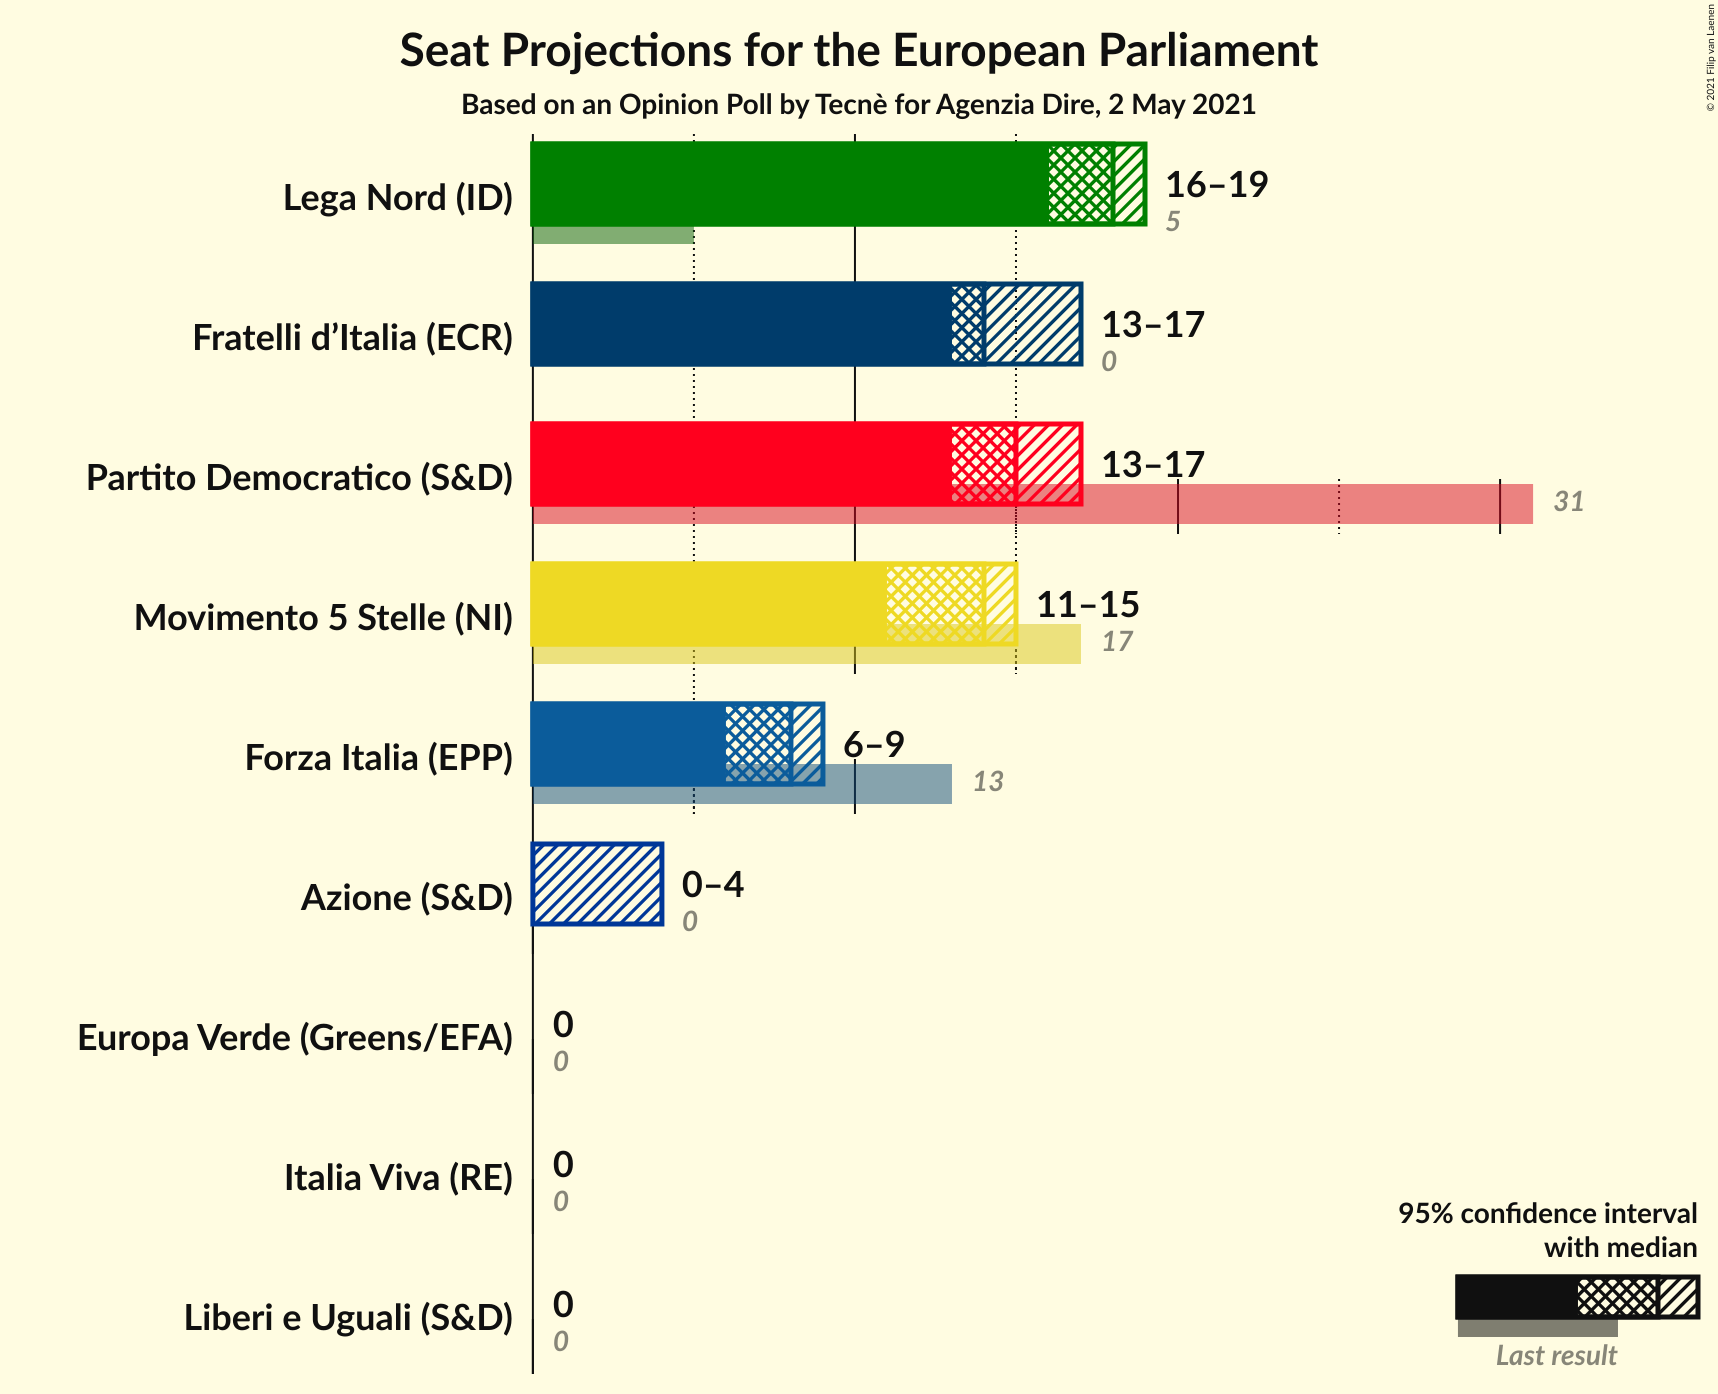 Seat Projections for the European Parliament
Based on an Opinion Poll by Tecnè for Agenzia Dire, 2 May 2021
© 2021 Filip van Laenen
Lega Nord (ID)
16–19
5
Fratelli d’Italia (ECR)
13–17
0
Partito Democratico (S&D)
13–17
31
Movimento 5 Stelle (NI)
11–15
17
Forza Italia (EPP)
6–9
13
Azione (S&D)
0–4
0
Europa Verde (Greens/EFA)
0
0
Italia Viva (RE)
0
0
Liberi e Uguali (S&D)
0
0
95% confidence interval
with median
Last result